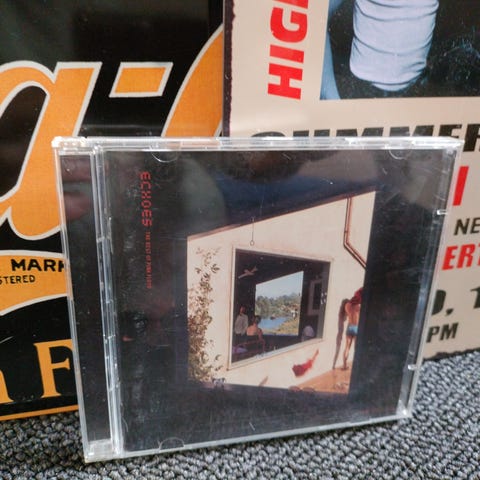 HIGH
SUMMER
I
NE
ERT
D, 1
PM
a-C
MARK
STERED
n F
ECHOES
THE BEST OF PINK FLOYD